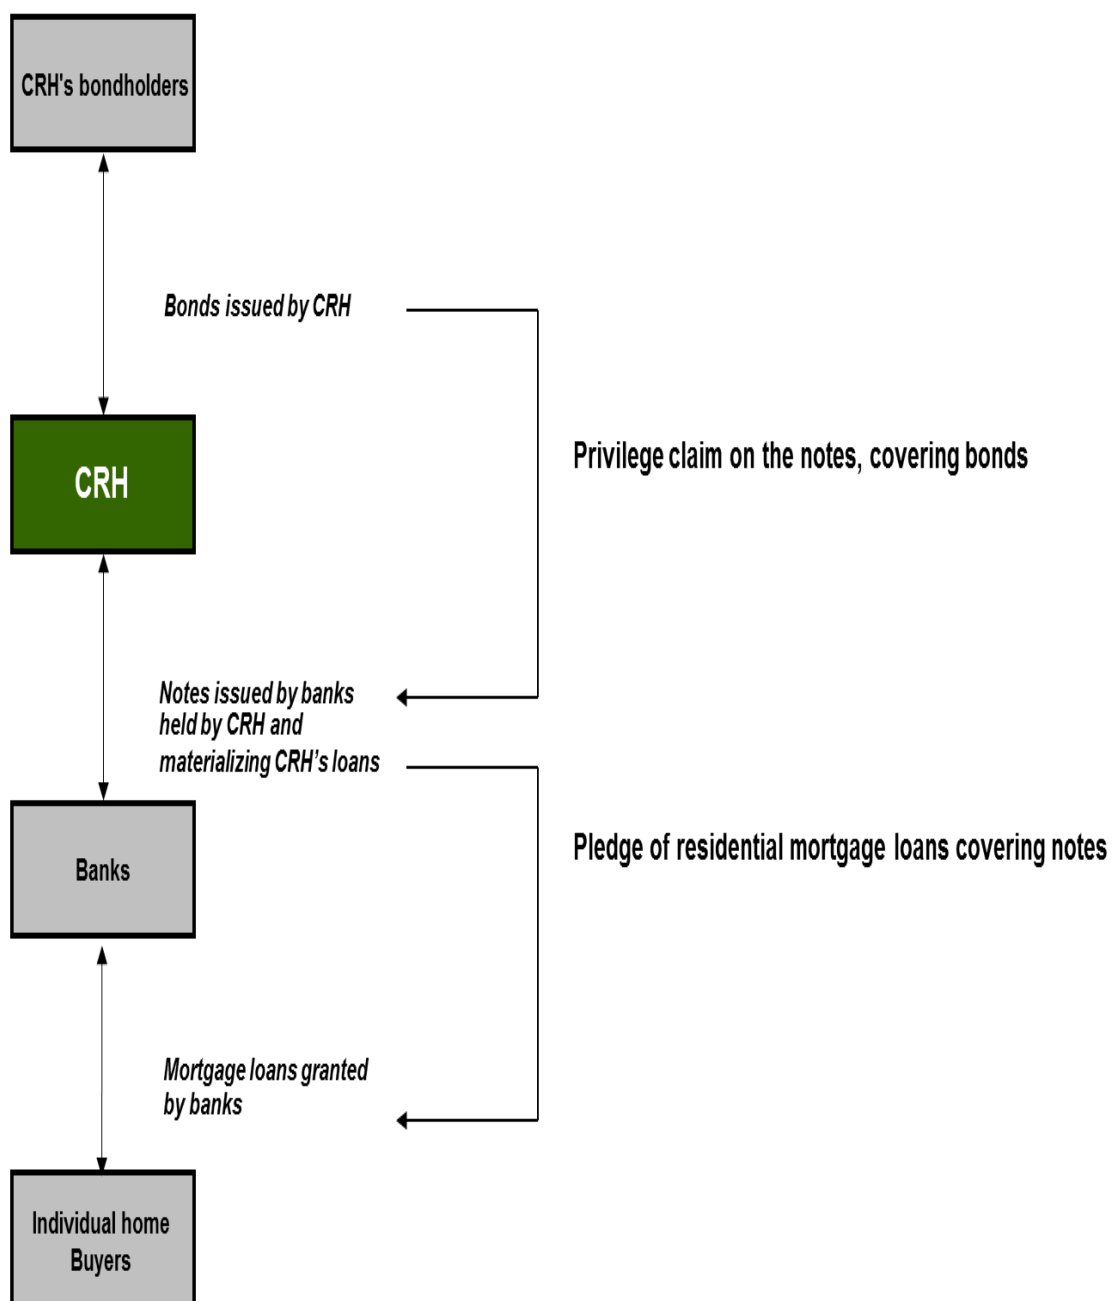 CRH's bondholders
Bonds issued by CRH
Privilege claim on the notes, covering bonds
CRH
Notes issued by banks
held by CRH and
materializing CRH’s loans
Pledge of residential mortgage loans covering notes
Banks
Mortgage loans granted
by banks
Individual home
Buyers